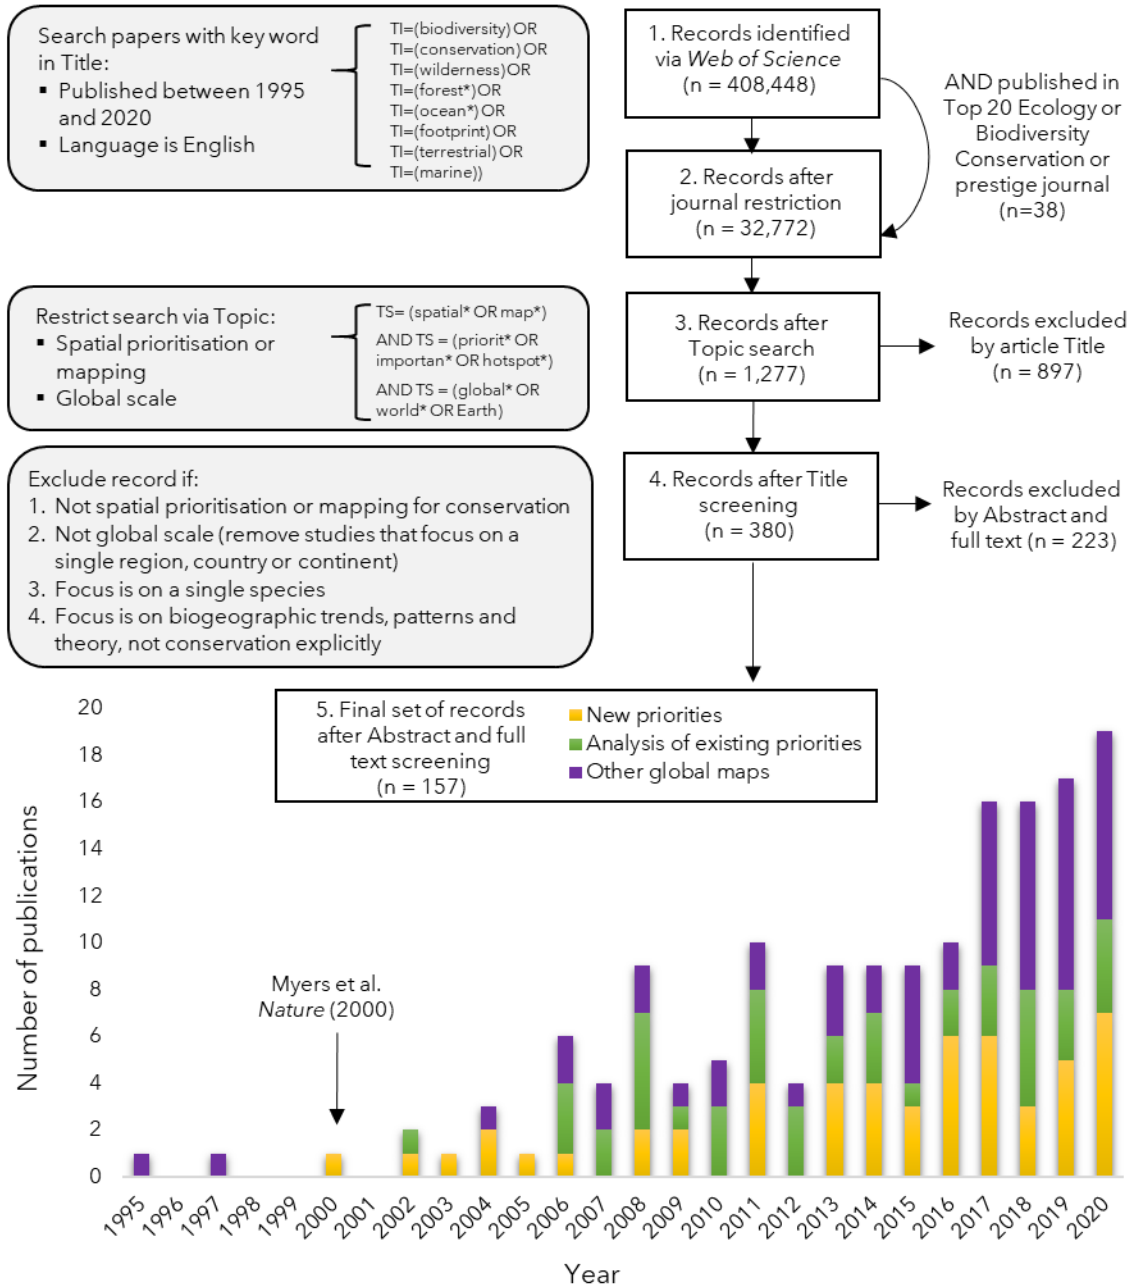 Search papers with key word
in Title:
▪ Published between 1995
and 2020
▪ Language is English
TI=(biodiversity) OR
TI=(conservation) OR
TI=(wilderness)OR
TI=(forest*) OR
TI=(ocean*) OR
TI=(footprint) OR
TI=(terrestrial) OR
TI=(marine))
1. Records identified
via Web of Science
(n = 408,448)
AND published in
Top 20 Ecology or
Biodiversity
Conservation or
prestige journal
(n=38)
2. Records after
journal restriction
(n = 32,772)
Restrict search via Topic:
▪ Spatial prioritisation or
mapping
▪ Global scale
TS= (spatial* OR map*)
AND TS = (priorit* OR
importan* OR hotspot*)
AND TS = (global* OR
world* OR Earth)
3. Records after
Topic search
(n = 1,277)
Records excluded
by article Title
(n = 897)
Exclude record if:
1. Not spatial prioritisation or mapping for conservation
2. Not global scale (remove studies that focus on a
single region, country or continent)
3. Focus is on a single species
4. Focus is on biogeographic trends, patterns and
theory, not conservation explicitly
4. Records after Title
screening
(n = 380)
Records excluded
by Abstract and
full text (n = 223)
5. Final set of records
after Abstract and full
text screening
(n = 157)
New priorities
Analysis of existing priorities
Other global maps
Number of publications
20
18
16
14
12
10
8
6
4
2
0
Myers et al.
Nature (2000)
1995
1996
1997
1998
1999
2000
2001
2002
2003
2004
2005
2006
2007
2008
2009
2010
2011
2012
2013
2014
2015
2016
2017
2018
2019
2020
Year